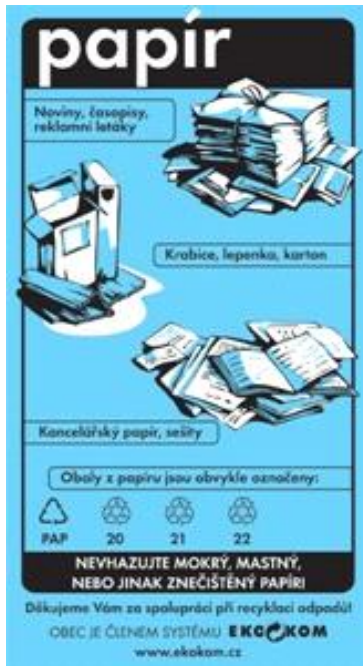 papír
Noviny, časopisy,
reklamní letáky
Krabice, lepenka, karton
Kancelářský papír, sešity
Obaly z papíru jsou obvykle označeny:
PAP 20 21 22
NEVHAZUJTE MOKRÝ, MASTNÝ,
NEBO JINAK ZNEČIŠTĚNÝ PAPÍR!
Děkujeme Vám za spolupráci při recyklaci odpadů!
OBEC JE ČLENEM SYSTÉMU EKO KOM
www.ekokom.cz